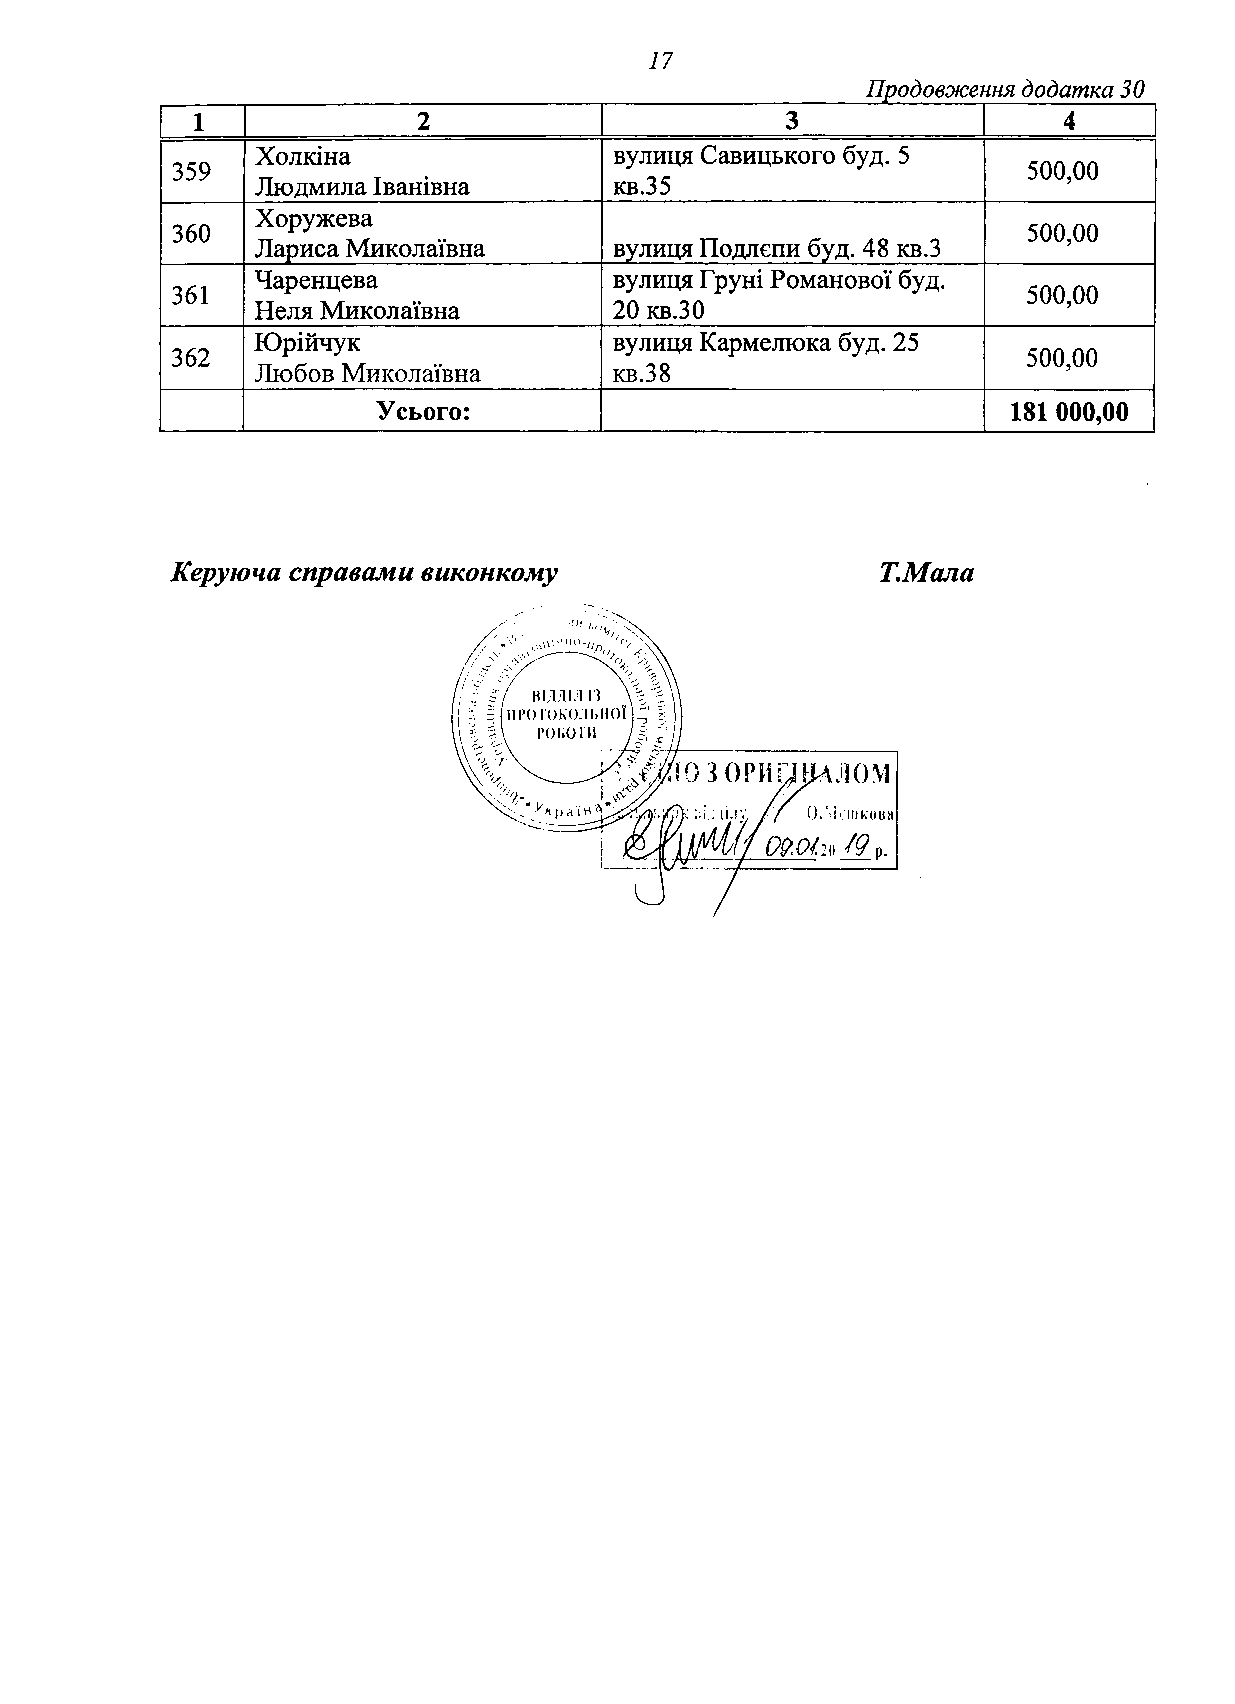 17
Продовження додатка 30
1 2 3 4
359 Холкіна Людмила Іванівна вулиця Савицького буд. 5 кв.35 500,00
360 Хоружева Лариса Миколаївна вулиця Подлєпи буд. 48 кв.3 500,00
361 Чаренцева Неля Миколаївна вулиця Груні Романової буд. 20 кв.30 500,00
362 Юрійчук Любов Миколаївна вулиця Кармелюка буд. 25 кв.38 500,00
Усього: 181 000,00
Керуюча справами виконкому Т.Мала
ВІДДІЛ ІЗ
ПРОТОКОЛЬНОЇ
РОБОТИ
Україна
З ОРИГІНАЛОМ
09.01.2019 р.